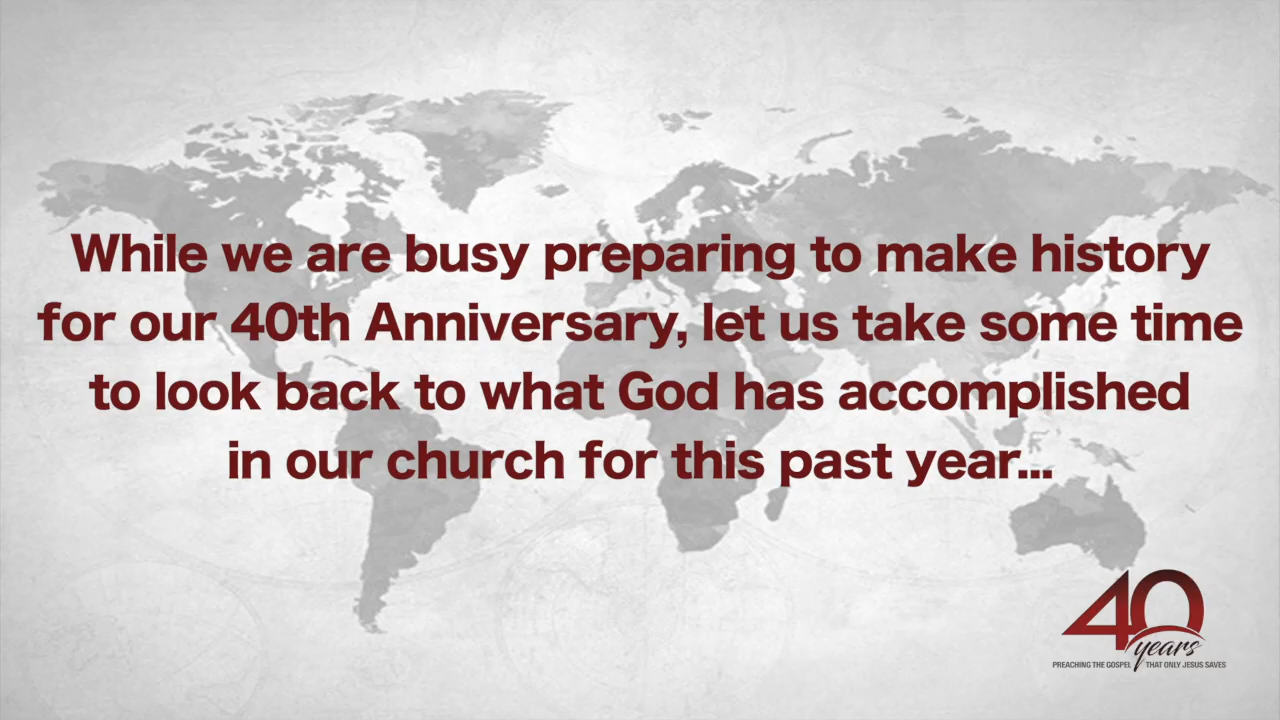 While we are busy preparing to make history
for our 40th Anniversary, let us take some time
to look back to what God has accomplished
in our church for this past year...
40
years
PREACHING THE GOSPEL THAT ONLY JESUS SAVES